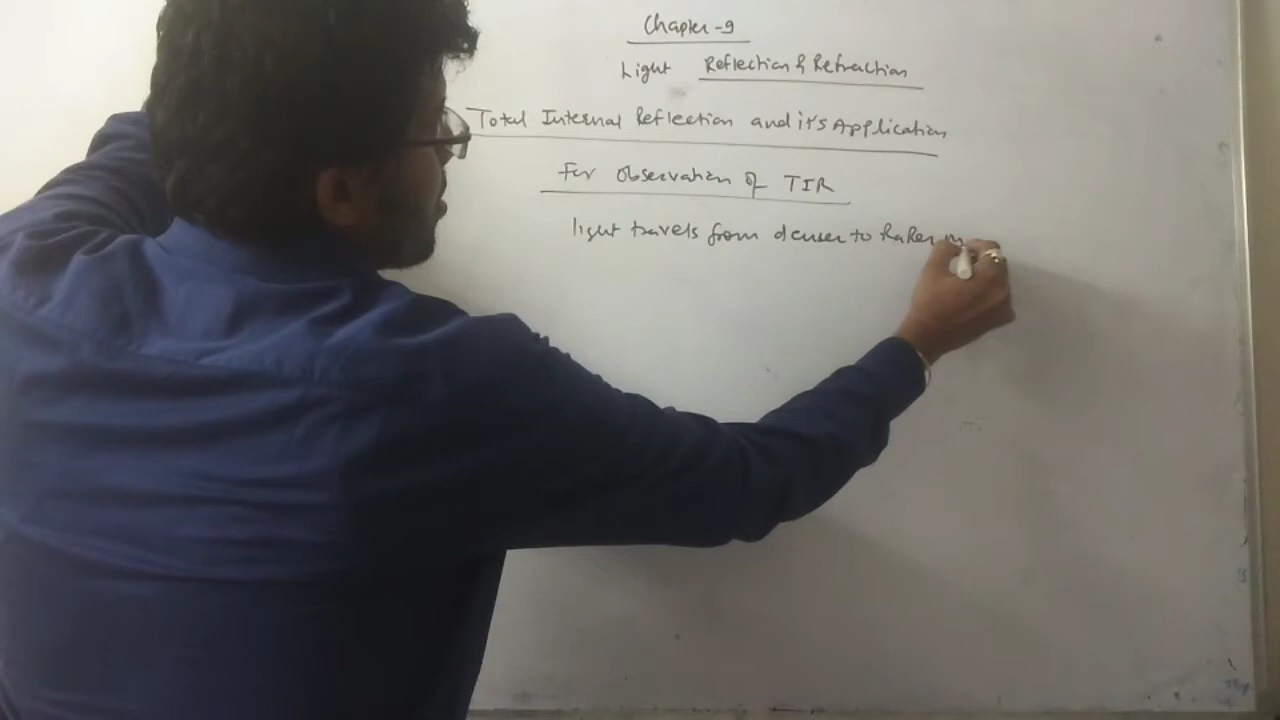 Chapter-9
Light Reflection & Refraction
Total Internal Reflection and it's Application
For Observation of TIR
light travels from denser to Rarer m